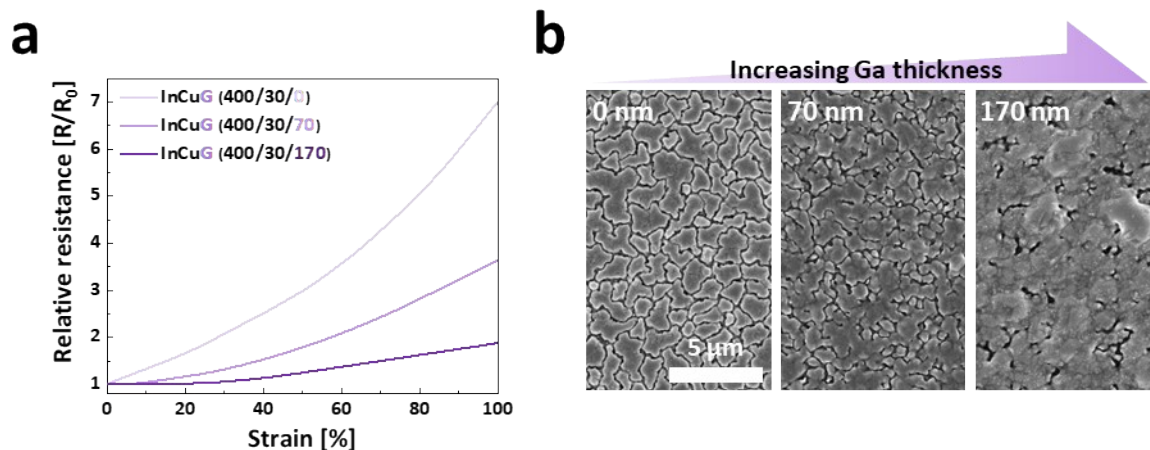 a
Relative resistance [R/R₀]
7
6
5
4
3
2
1
InCuG (400/30/0)
InCuG (400/30/70)
InCuG (400/30/170)
0
20
40
60
80
100
Strain [%]
b
Increasing Ga thickness
0 nm
70 nm
170 nm
5 μm